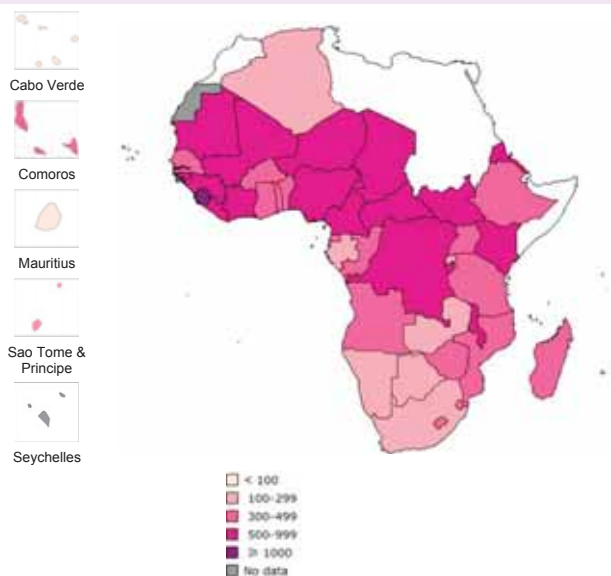 Cabo Verde
Comoros
Mauritius
Sao Tome &
Principe
Seychelles
< 100
100-299
300-499
500-999
≥ 1000
No data